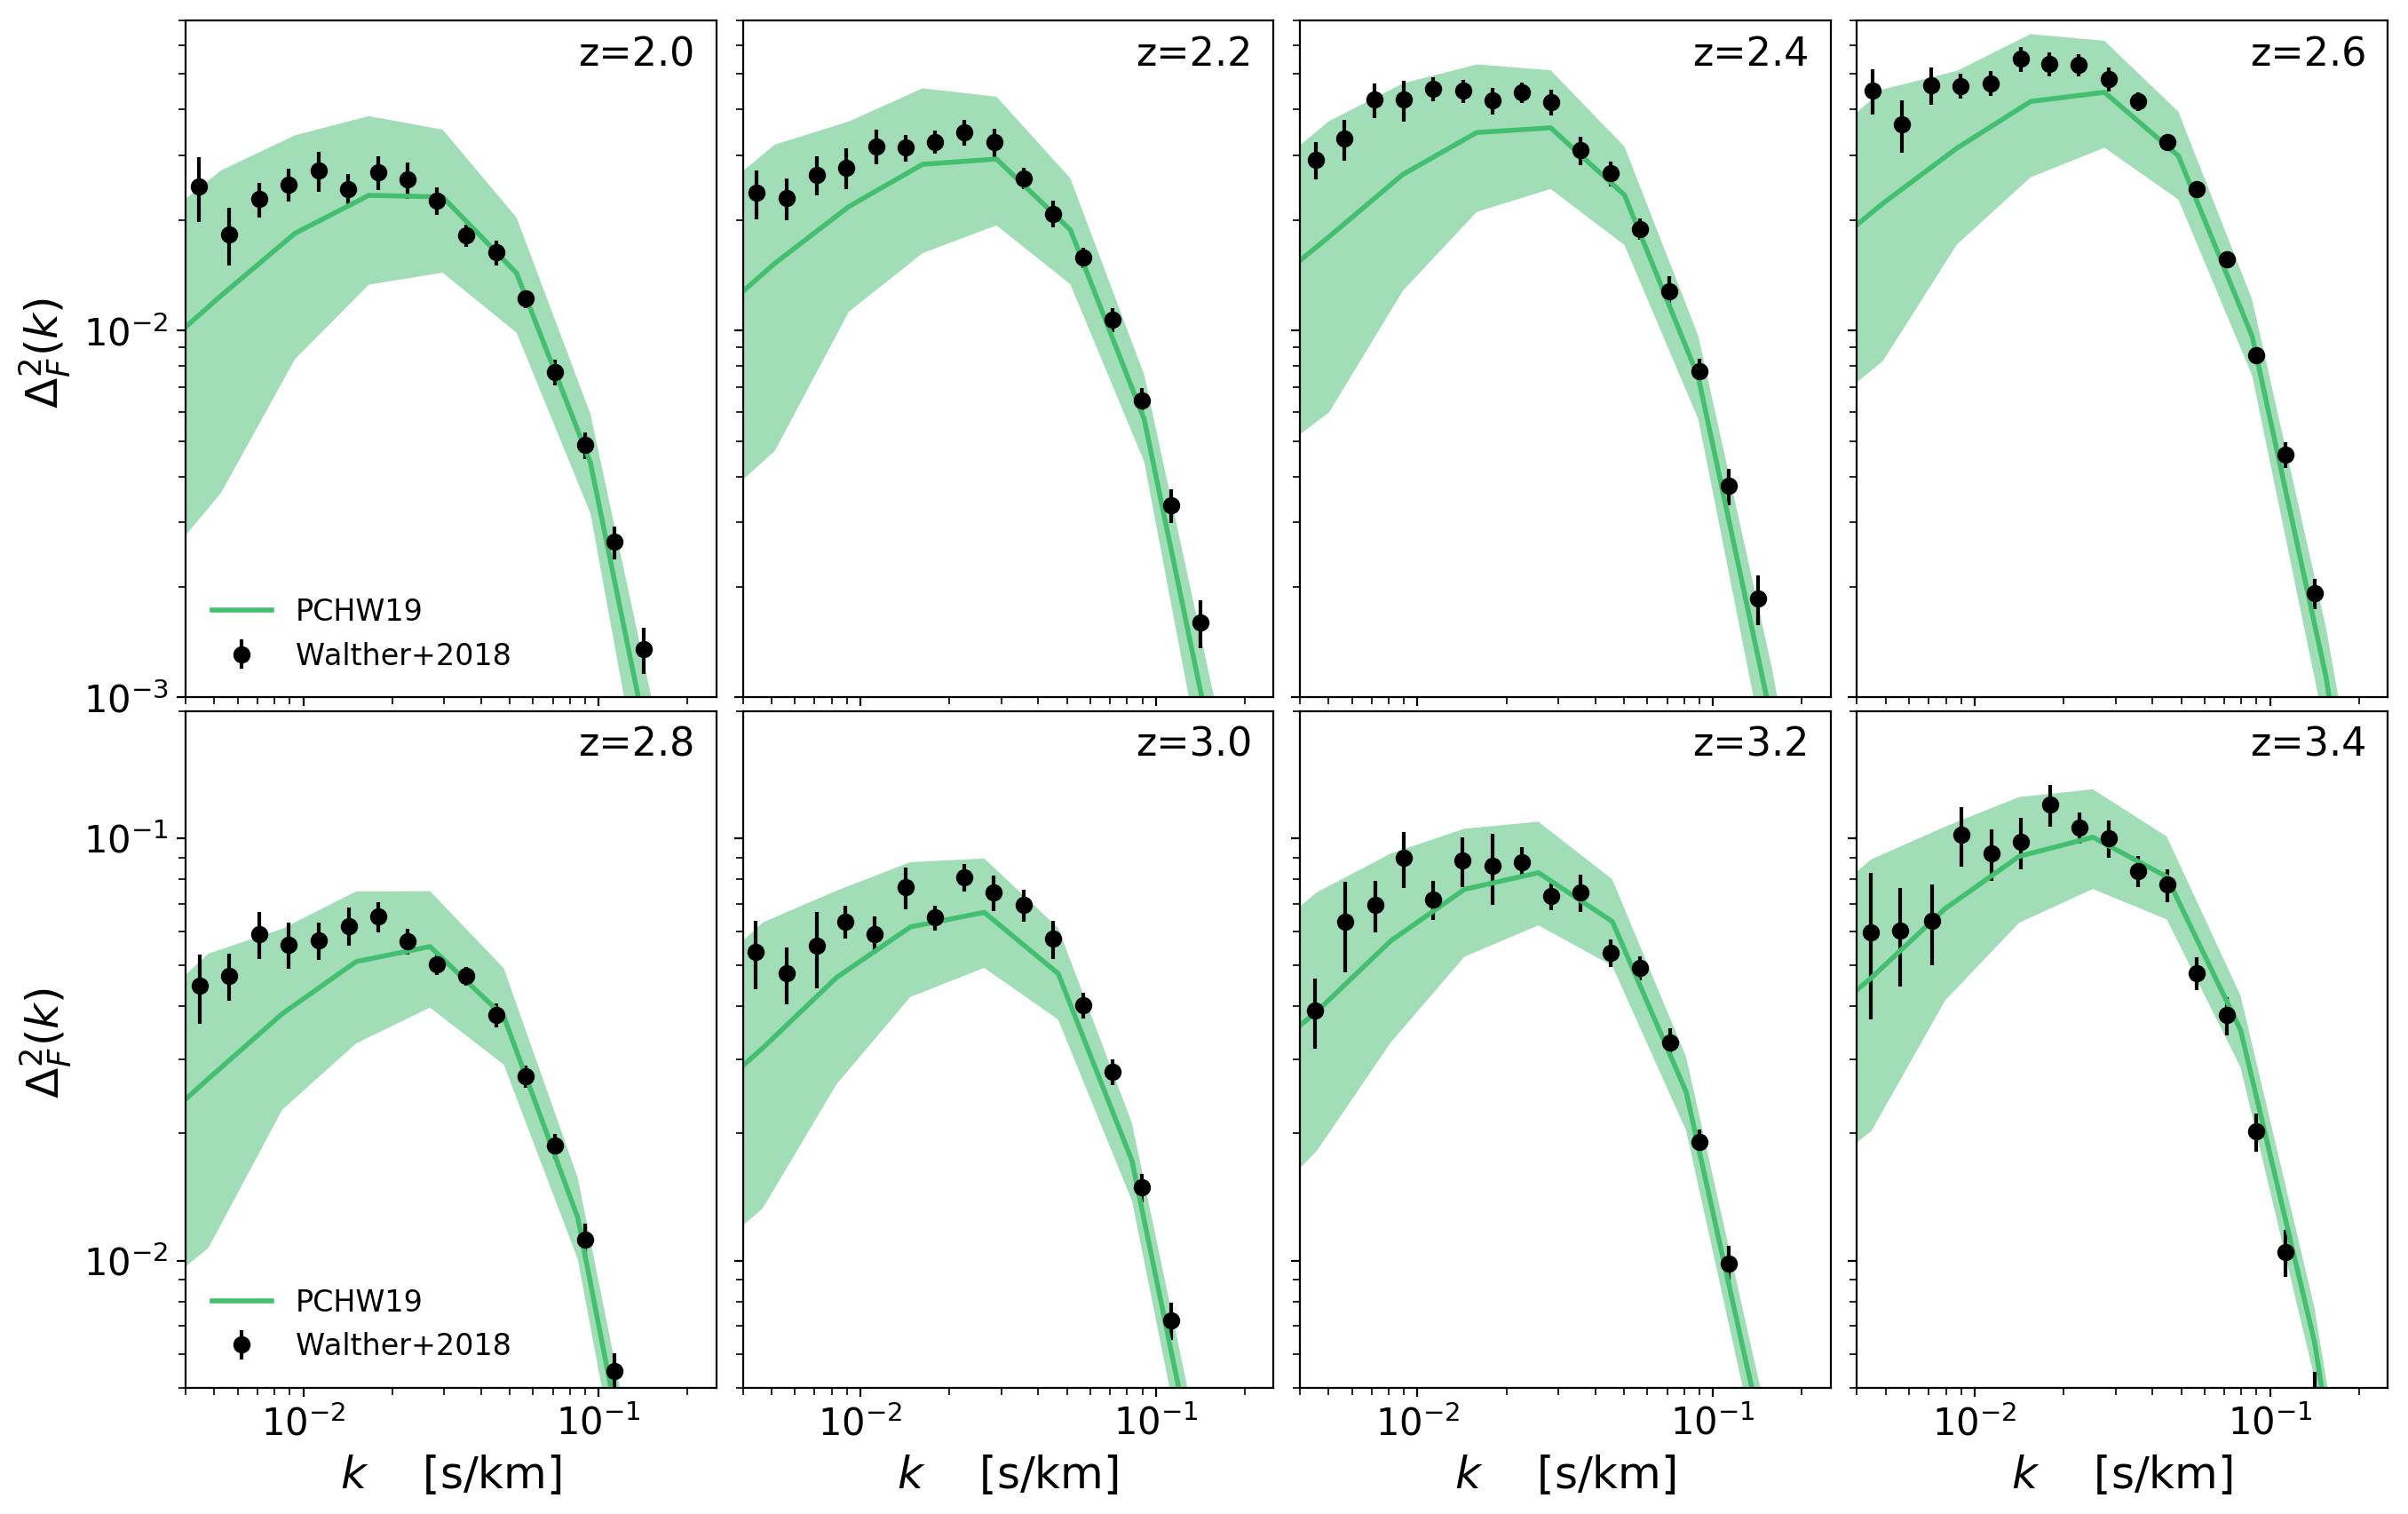 z=2.0
z=2.2
z=2.4
z=2.6
Δ²_F(k)
10⁻²
10⁻³
PCHW19
Walther+2018
z=2.8
z=3.0
z=3.2
z=3.4
Δ²_F(k)
10⁻¹
10⁻²
PCHW19
Walther+2018
10⁻² 10⁻¹
10⁻² 10⁻¹
10⁻² 10⁻¹
10⁻² 10⁻¹
k [s/km]
k [s/km]
k [s/km]
k [s/km]